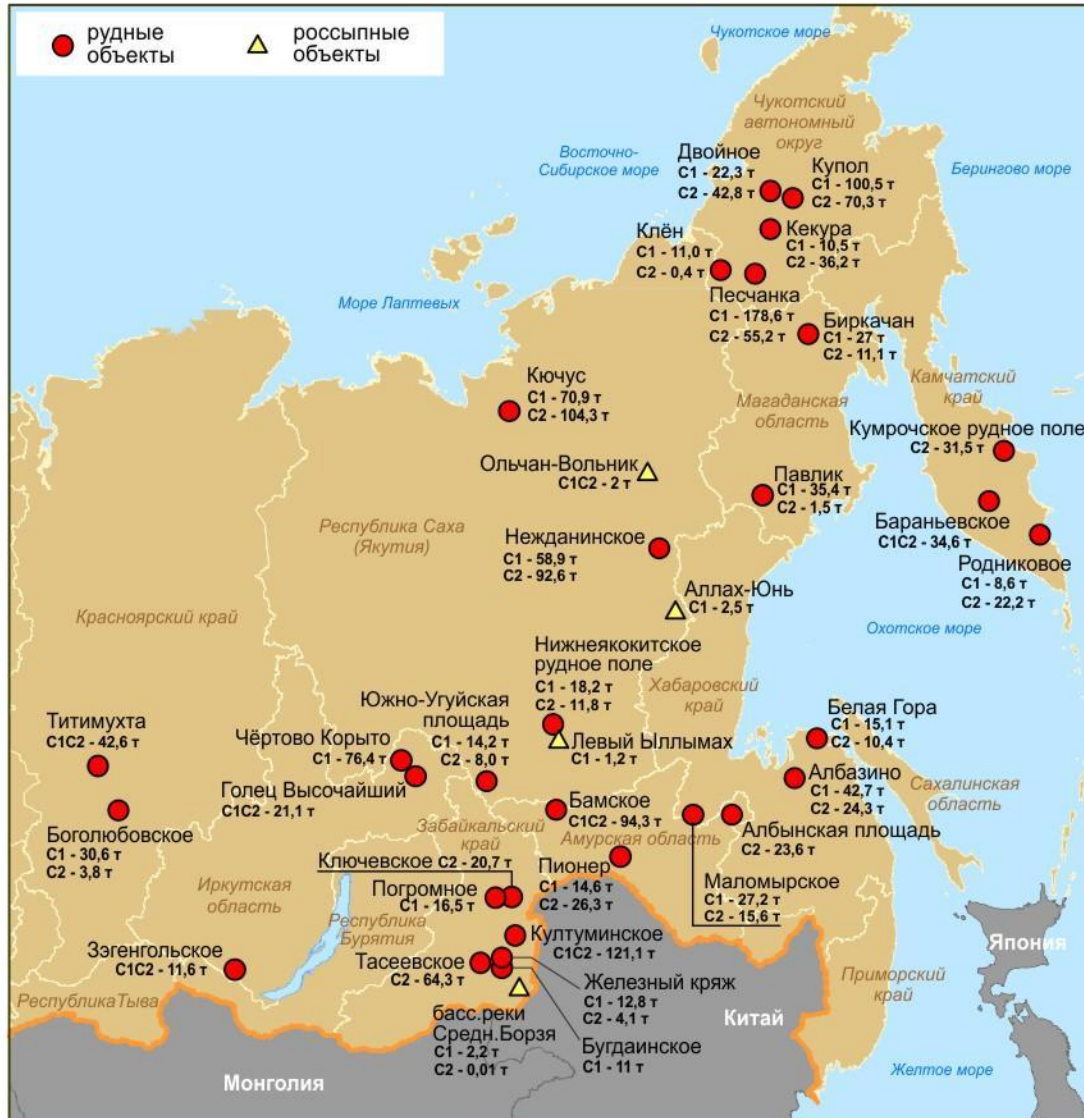 рудные
объекты
россыпные
объекты
Чукотское море
Чукотский
автономный
округ
Восточно-
Сибирское море
Берингово море
Двойное
С1 - 22,3 т
С2 - 42,8 т
Купол
С1 - 100,5 т
С2 - 70,3 т
Кекура
С1 - 10,5 т
С2 - 36,2 т
Клён
С1 - 11,0 т
С2 - 0,4 т
Песчанка
С1 - 178,6 т
С2 - 55,2 т
Море Лаптевых
Биркачан
С1 - 27 т
С2 - 11,1 т
Камчатский
край
Кючус
С1 - 70,9 т
С2 - 104,3 т
Магаданская
область
Кумрочское рудное поле
С2 - 31,5 т
Ольчан-Вольник
С1С2 - 2 т
Павлик
С1 - 35,4 т
С2 - 1,5 т
Бараньевское
С1С2 - 34,6 т
Республика Саха
(Якутия)
Нежданинское
С1 - 58,9 т
С2 - 92,6 т
Родниковое
С1 - 8,6 т
С2 - 22,2 т
Аллах-Юнь
С1 - 2,5 т
Красноярский край
Охотское море
Нижнеякокитское
рудное поле
С1 - 18,2 т
С2 - 11,8 т
Хабаровский
край
Южно-Угуйская
площадь
С1 - 14,2 т
С2 - 8,0 т
Титимухта
С1С2 - 42,6 т
Чёртово Корыто
С1 - 76,4 т
Левый Ыллымах
С1 - 1,2 т
Белая Гора
С1 - 15,1 т
С2 - 10,4 т
Голец Высочайший
С1С2 - 21,1 т
Албазино
С1 - 42,7 т
С2 - 24,3 т
Сахалинская
область
Боголюбовское
С1 - 30,6 т
С2 - 3,8 т
Забайкальский
край
Бамское
С1С2 - 94,3 т
Амурская область
Албынская площадь
С2 - 23,6 т
Ключевское С2 - 20,7 т
Пионер
С1 - 14,6 т
С2 - 26,3 т
Маломырское
С1 - 27,2 т
С2 - 15,6 т
Иркутская
область
Погромное
С1 - 16,5 т
Республика
Бурятия
Култуминское
С1С2 - 121,1 т
Япония
Зэгенгольское
С1С2 - 11,6 т
Тасеевское
С2 - 64,3 т
Железный кряж
С1 - 12,8 т
С2 - 4,1 т
Приморский
край
РеспубликаТыва
басс.реки
Средн.Борзя
С1 - 2,2 т
С2 - 0,01 т
Китай
Бугдаинское
С1 - 11 т
Монголия
Желтое море